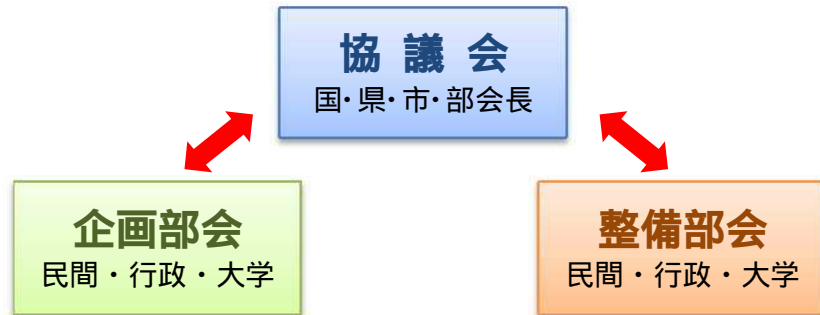 協 議 会
国・県・市・部会長
企画部会
民間・行政・大学
整備部会
民間・行政・大学